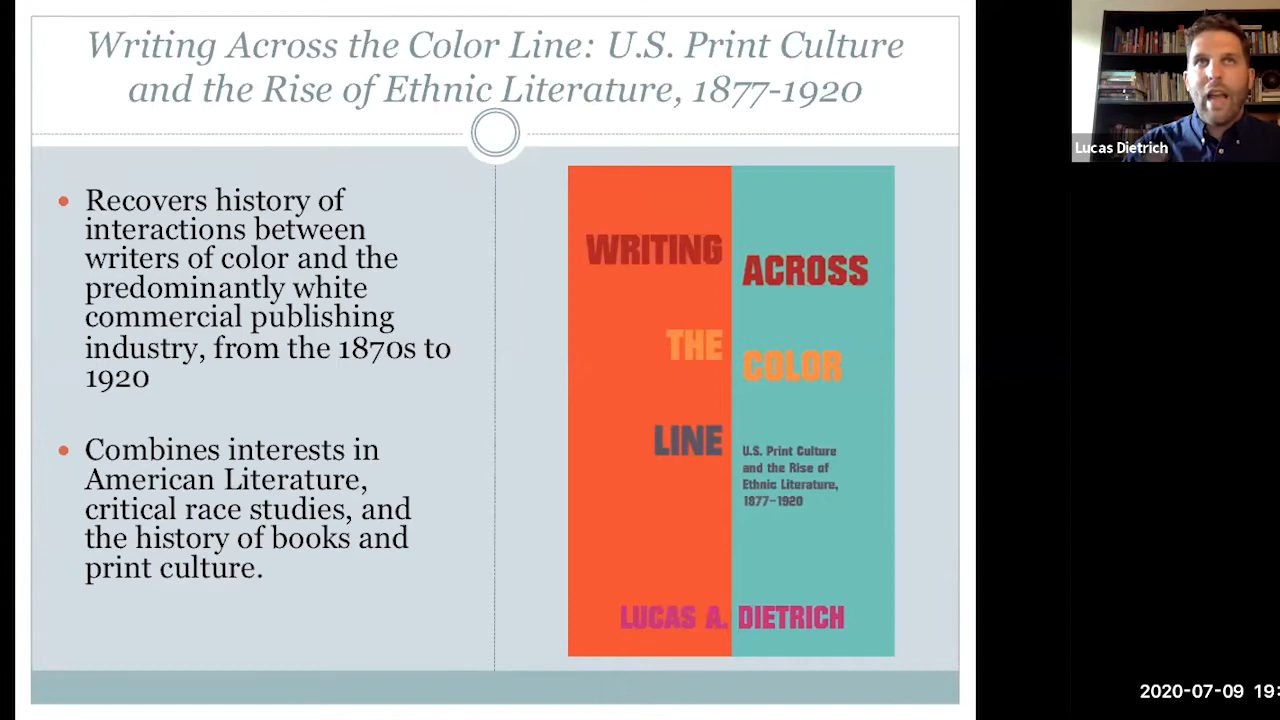 Writing Across the Color Line: U.S. Print Culture
and the Rise of Ethnic Literature, 1877-1920
• Recovers history of
interactions between
writers of color and the
predominantly white
commercial publishing
industry, from the 1870s to
1920
• Combines interests in
American Literature,
critical race studies, and
the history of books and
print culture.
WRITING
ACROSS
THE
COLOR
LINE
U.S. Print Culture
and the Rise of
Ethnic Literature,
1877–1920
LUCAS A. DIETRICH
Lucas Dietrich
2020-07-09 19: